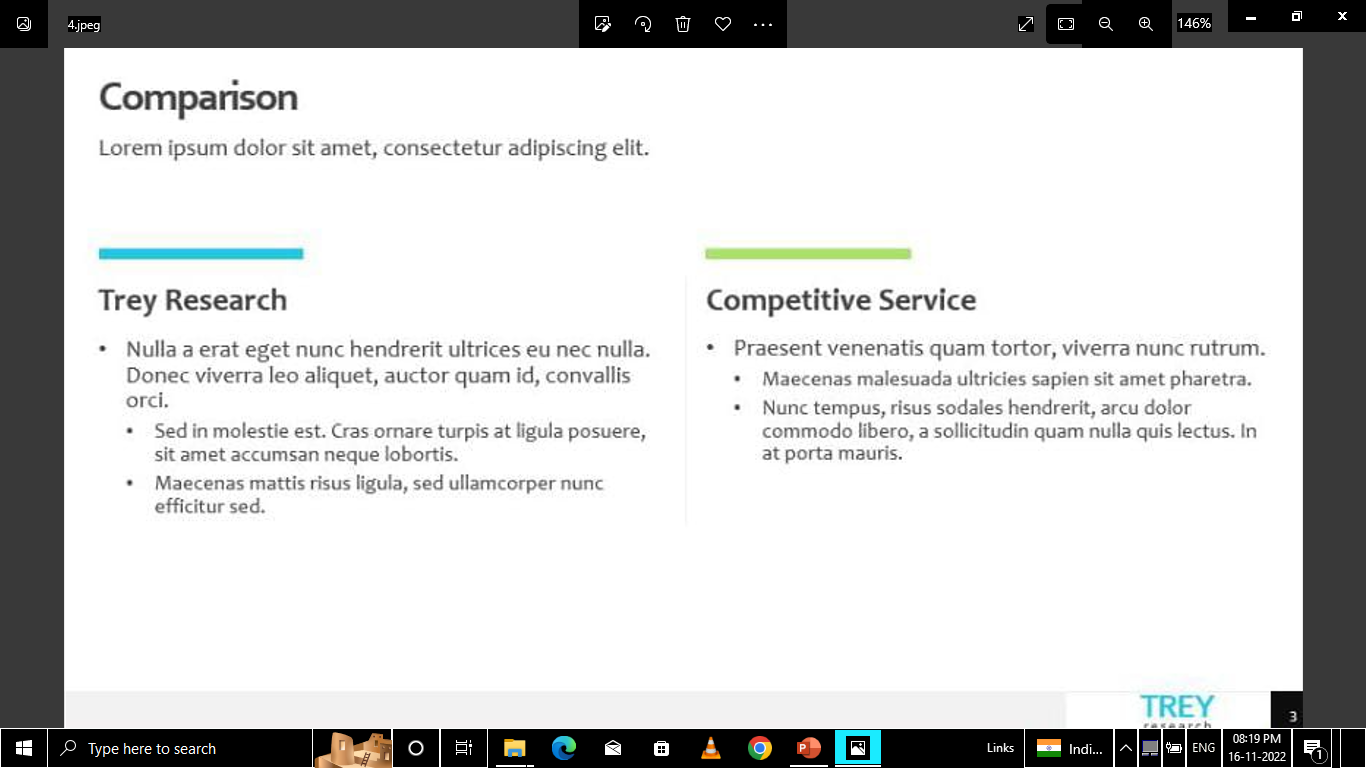 4.jpeg
146%
Comparison
Lorem ipsum dolor sit amet, consectetur adipiscing elit.
Trey Research
• Nulla a erat eget nunc hendrerit ultrices eu nec nulla.
Donec viverra leo aliquet, auctor quam id, convallis
orci.
• Sed in molestie est. Cras ornare turpis at ligula posuere,
sit amet accumsan neque lobortis.
• Maecenas mattis risus ligula, sed ullamcorper nunc
efficitur sed.
Competitive Service
• Praesent venenatis quam tortor, viverra nunc rutrum.
• Maecenas malesuada ultricies sapien sit amet pharetra.
• Nunc tempus, risus sodales hendrerit, arcu dolor
commodo libero, a sollicitudin quam nulla quis lectus. In
at porta mauris.
TREY
research
3
Type here to search
Links
Indi...
ENG
08:19 PM
16-11-2022
1